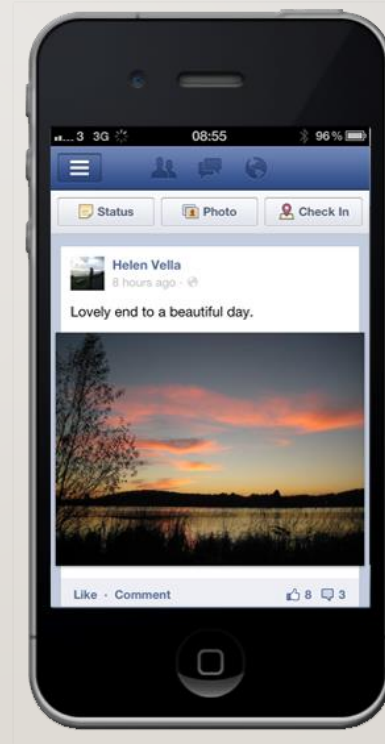 3 3G 08:55 96%
Status Photo Check In
Helen Vella
8 hours ago ·
Lovely end to a beautiful day.
Like · Comment 8 3